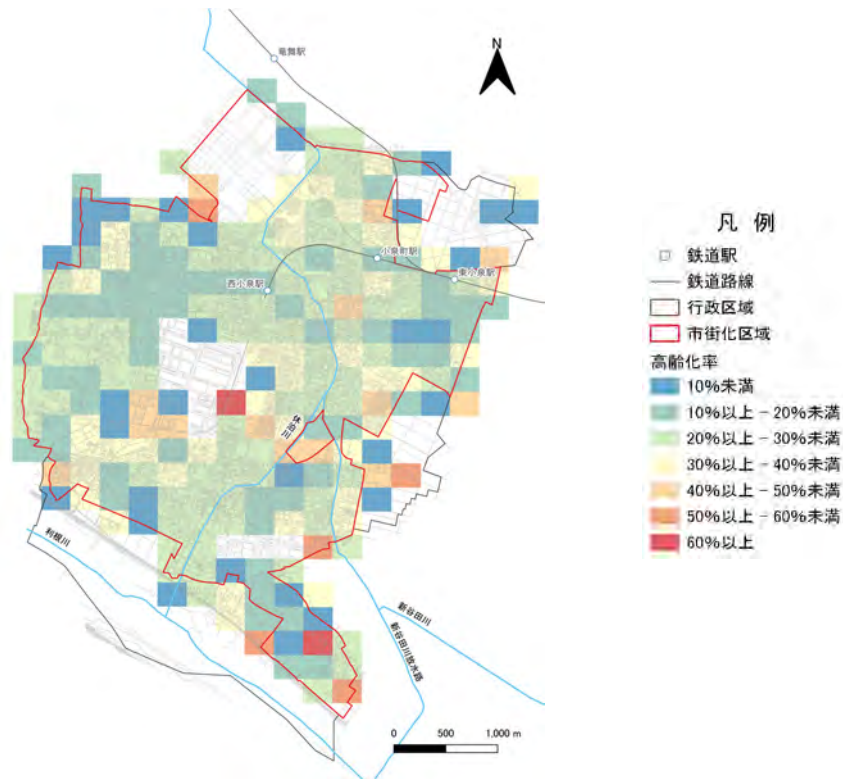 竜舞駅
N
小泉町駅
東小泉駅
西小泉駅
休泊川
利根川
新谷田川
新谷田川放水路
0 500 1,000 m
凡 例
鉄道駅
鉄道路線
行政区域
市街化区域
高齢化率
10%未満
10%以上－20%未満
20%以上－30%未満
30%以上－40%未満
40%以上－50%未満
50%以上－60%未満
60%以上